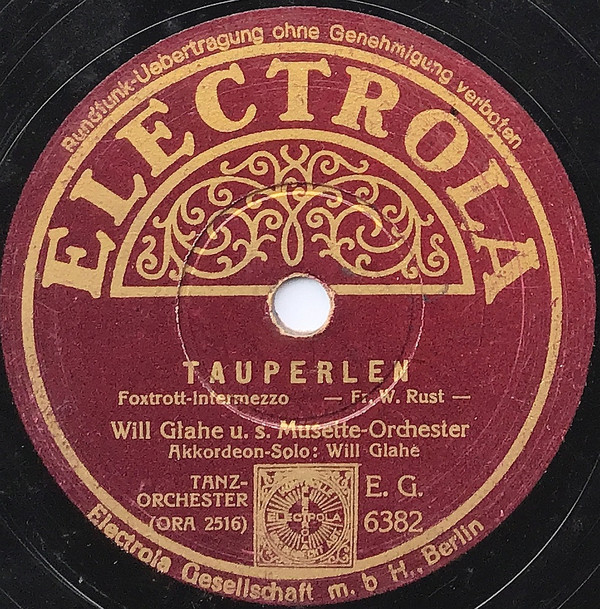 Rundfunk-Uebertragung ohne Genehmigung verboten
ELECTROLA
TAUPERLEN
Foxtrott-Intermezzo — Fr. W. Rust —
Will Glahe u. s. Musette-Orchester
Akkordeon-Solo: Will Glahe
TANZ-
ORCHESTER
(ORA 2516)
ELECTROLA
E. G.
6382
Electrola Gesellschaft m. b H., Berlin